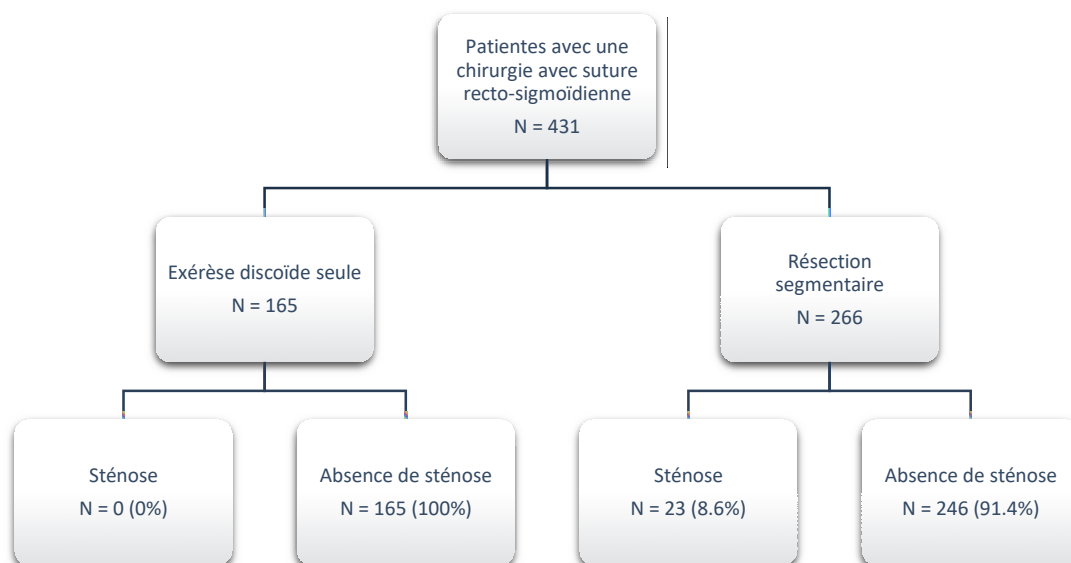 Patientes avec une
chirurgie avec suture
recto-sigmoïdienne
N = 431
Exérèse discoïde seule
N = 165
Résection
segmentaire
N = 266
Sténose
N = 0 (0%)
Absence de sténose
N = 165 (100%)
Sténose
N = 23 (8.6%)
Absence de sténose
N = 246 (91.4%)